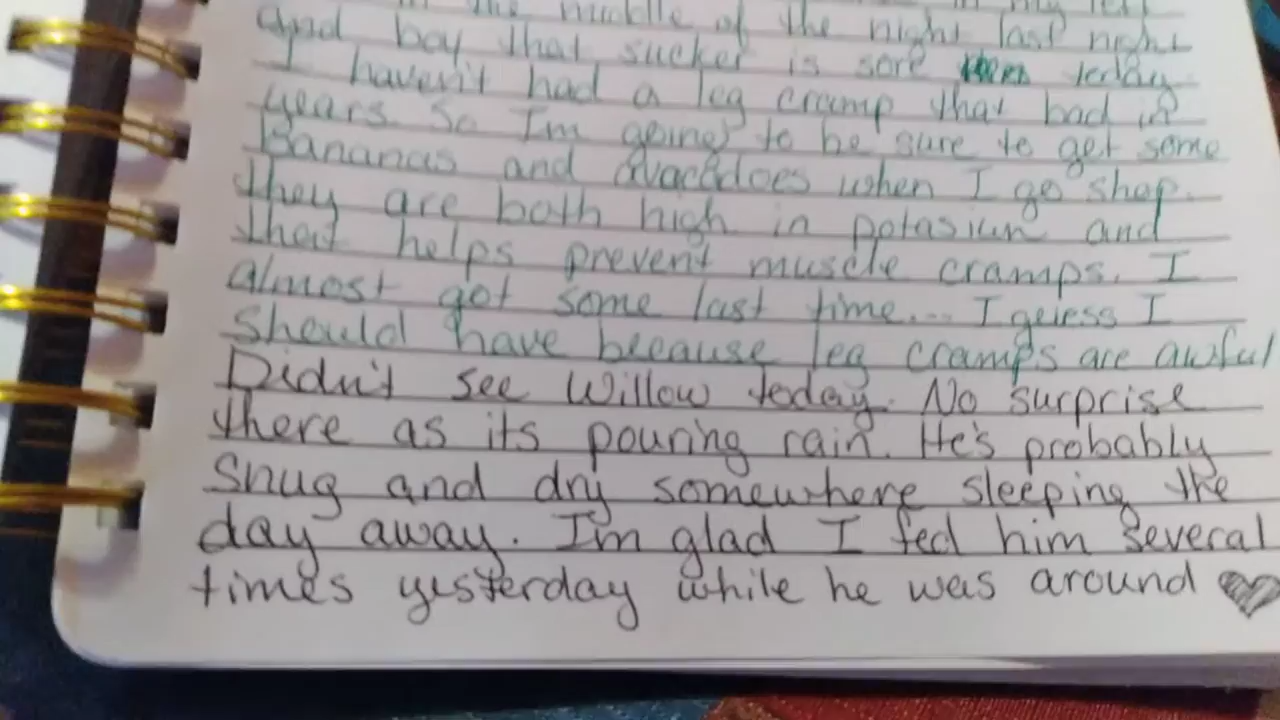 in the middle of the night last night
and boy that sucker is sore today.
I haven't had a leg cramp that bad in
years. So I'm going to be sure to get some
Bananas and avacadoes when I go shop.
They are both high in potasium and
that helps prevent muscle cramps. I
almost got some last time.... I guess I
should have because leg cramps are awful
Didn't see Willow today. No surprise
there as its pouring rain. He's probably
snug and dry somewhere sleeping the
day away. I'm glad I fed him several
times yesterday while he was around